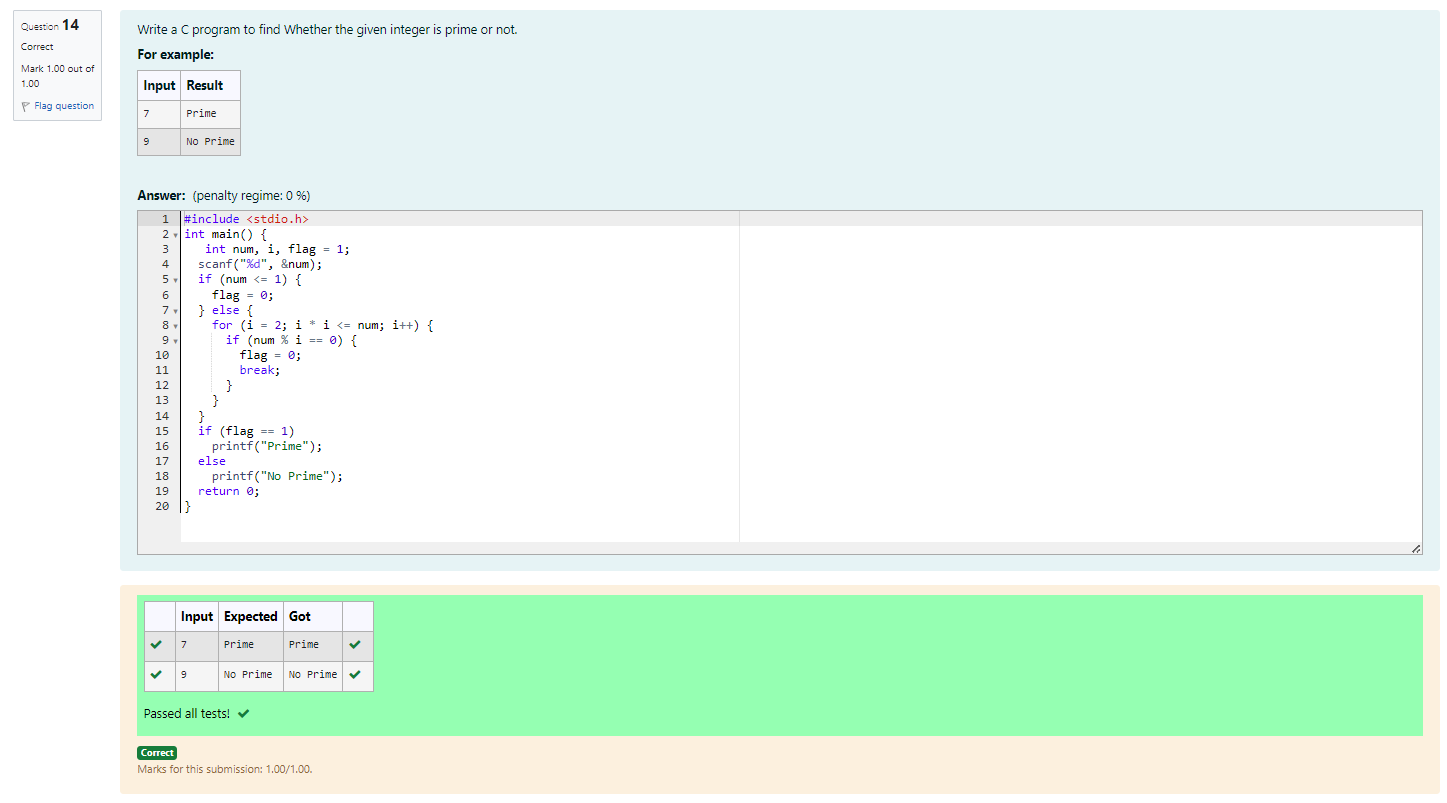 Question 14
Correct
Mark 1.00 out of
1.00
Flag question
Write a C program to find Whether the given integer is prime or not.
For example:
Input Result
7 Prime
9 No Prime
Answer: (penalty regime: 0 %)
1 #include <stdio.h>
2 int main() {
3    int num, i, flag = 1;
4   scanf("%d", &num);
5   if (num <= 1) {
6     flag = 0;
7   } else {
8     for (i = 2; i * i <= num; i++) {
9       if (num % i == 0) {
10         flag = 0;
11         break;
12       }
13     }
14   }
15   if (flag == 1)
16     printf("Prime");
17   else
18     printf("No Prime");
19   return 0;
20 }
Input Expected Got
7 Prime Prime
9 No Prime No Prime
Passed all tests!
Correct
Marks for this submission: 1.00/1.00.